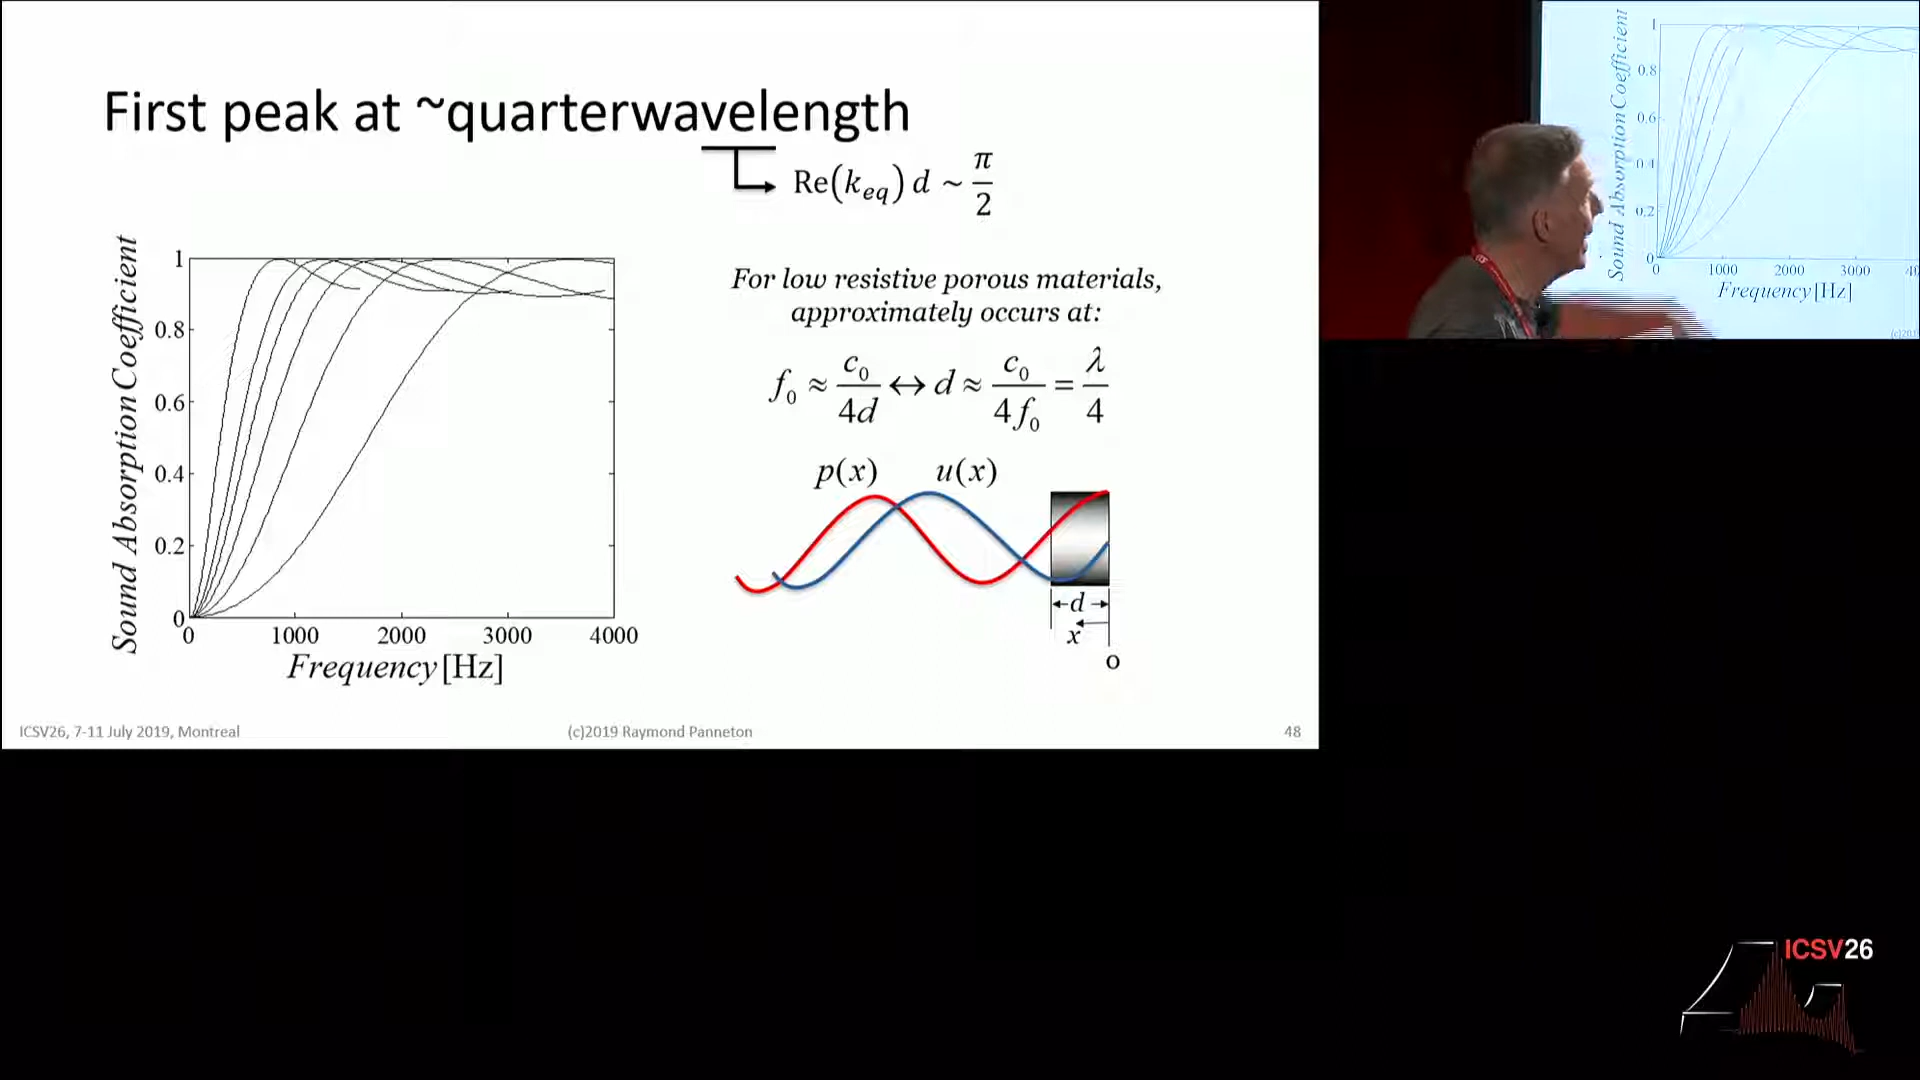 First peak at ~quarterwavelength
Re(k_eq) d ~ π/2
For low resistive porous materials,
approximately occurs at:
f_0 ≈ c_0/4d ↔ d ≈ c_0/4f_0 = λ/4
p(x) u(x)
d
x
o
Sound Absorption Coefficient
1
0.8
0.6
0.4
0.2
0
0 1000 2000 3000 4000
Frequency [Hz]
ICSV26, 7-11 July 2019, Montreal (c)2019 Raymond Panneton 48
Sound Absorption Coefficient
1
0.8
0.6
0.4
0.2
0
0 1000 2000 3000
Frequency [Hz]
ICSV26